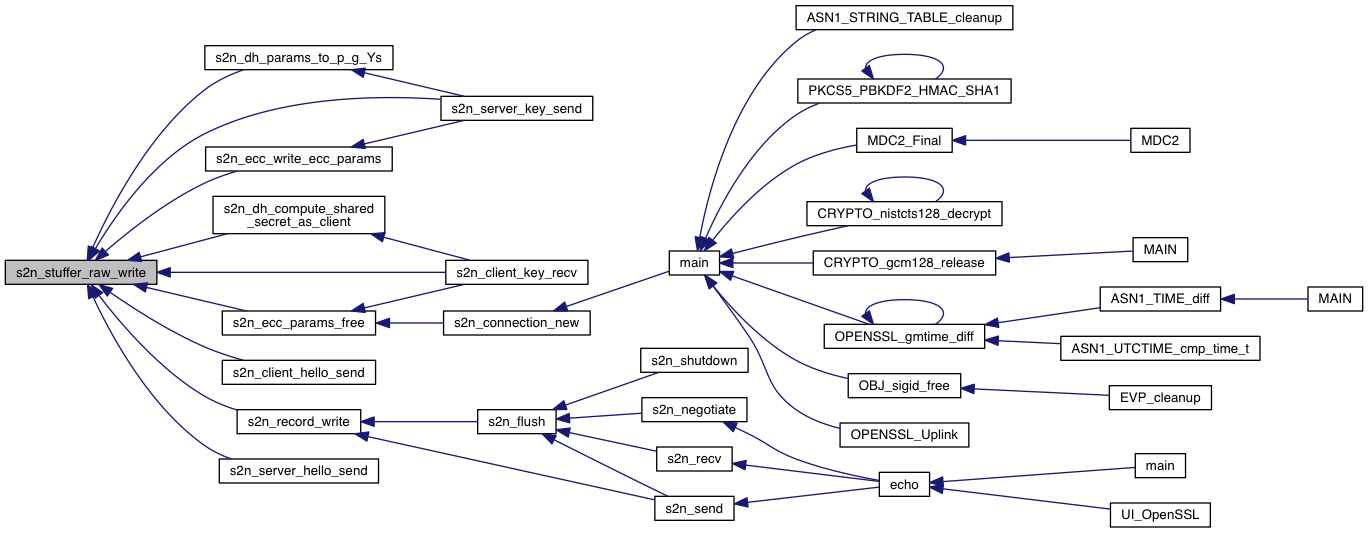 ASN1_STRING_TABLE_cleanup
s2n_dh_params_to_p_g_Ys
PKCS5_PBKDF2_HMAC_SHA1
s2n_server_key_send
MDC2_Final
MDC2
s2n_ecc_write_ecc_params
s2n_dh_compute_shared
_secret_as_client
CRYPTO_nistcts128_decrypt
MAIN
s2n_stuffer_raw_write
s2n_client_key_recv
main
CRYPTO_gcm128_release
ASN1_TIME_diff
MAIN
s2n_ecc_params_free
s2n_connection_new
OPENSSL_gmtime_diff
ASN1_UTCTIME_cmp_time_t
s2n_shutdown
s2n_client_hello_send
OBJ_sigid_free
EVP_cleanup
s2n_negotiate
s2n_record_write
s2n_flush
OPENSSL_Uplink
s2n_recv
main
s2n_server_hello_send
echo
s2n_send
UI_OpenSSL